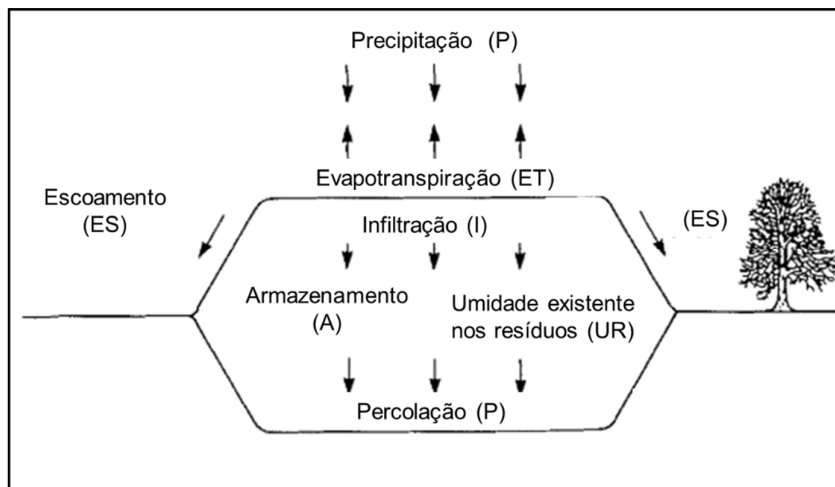 Precipitação (P)
Evapotranspiração (ET)
Escoamento
(ES)
Infiltração (I)
(ES)
Armazenamento
(A)
Umidade existente
nos resíduos (UR)
Percolação (P)